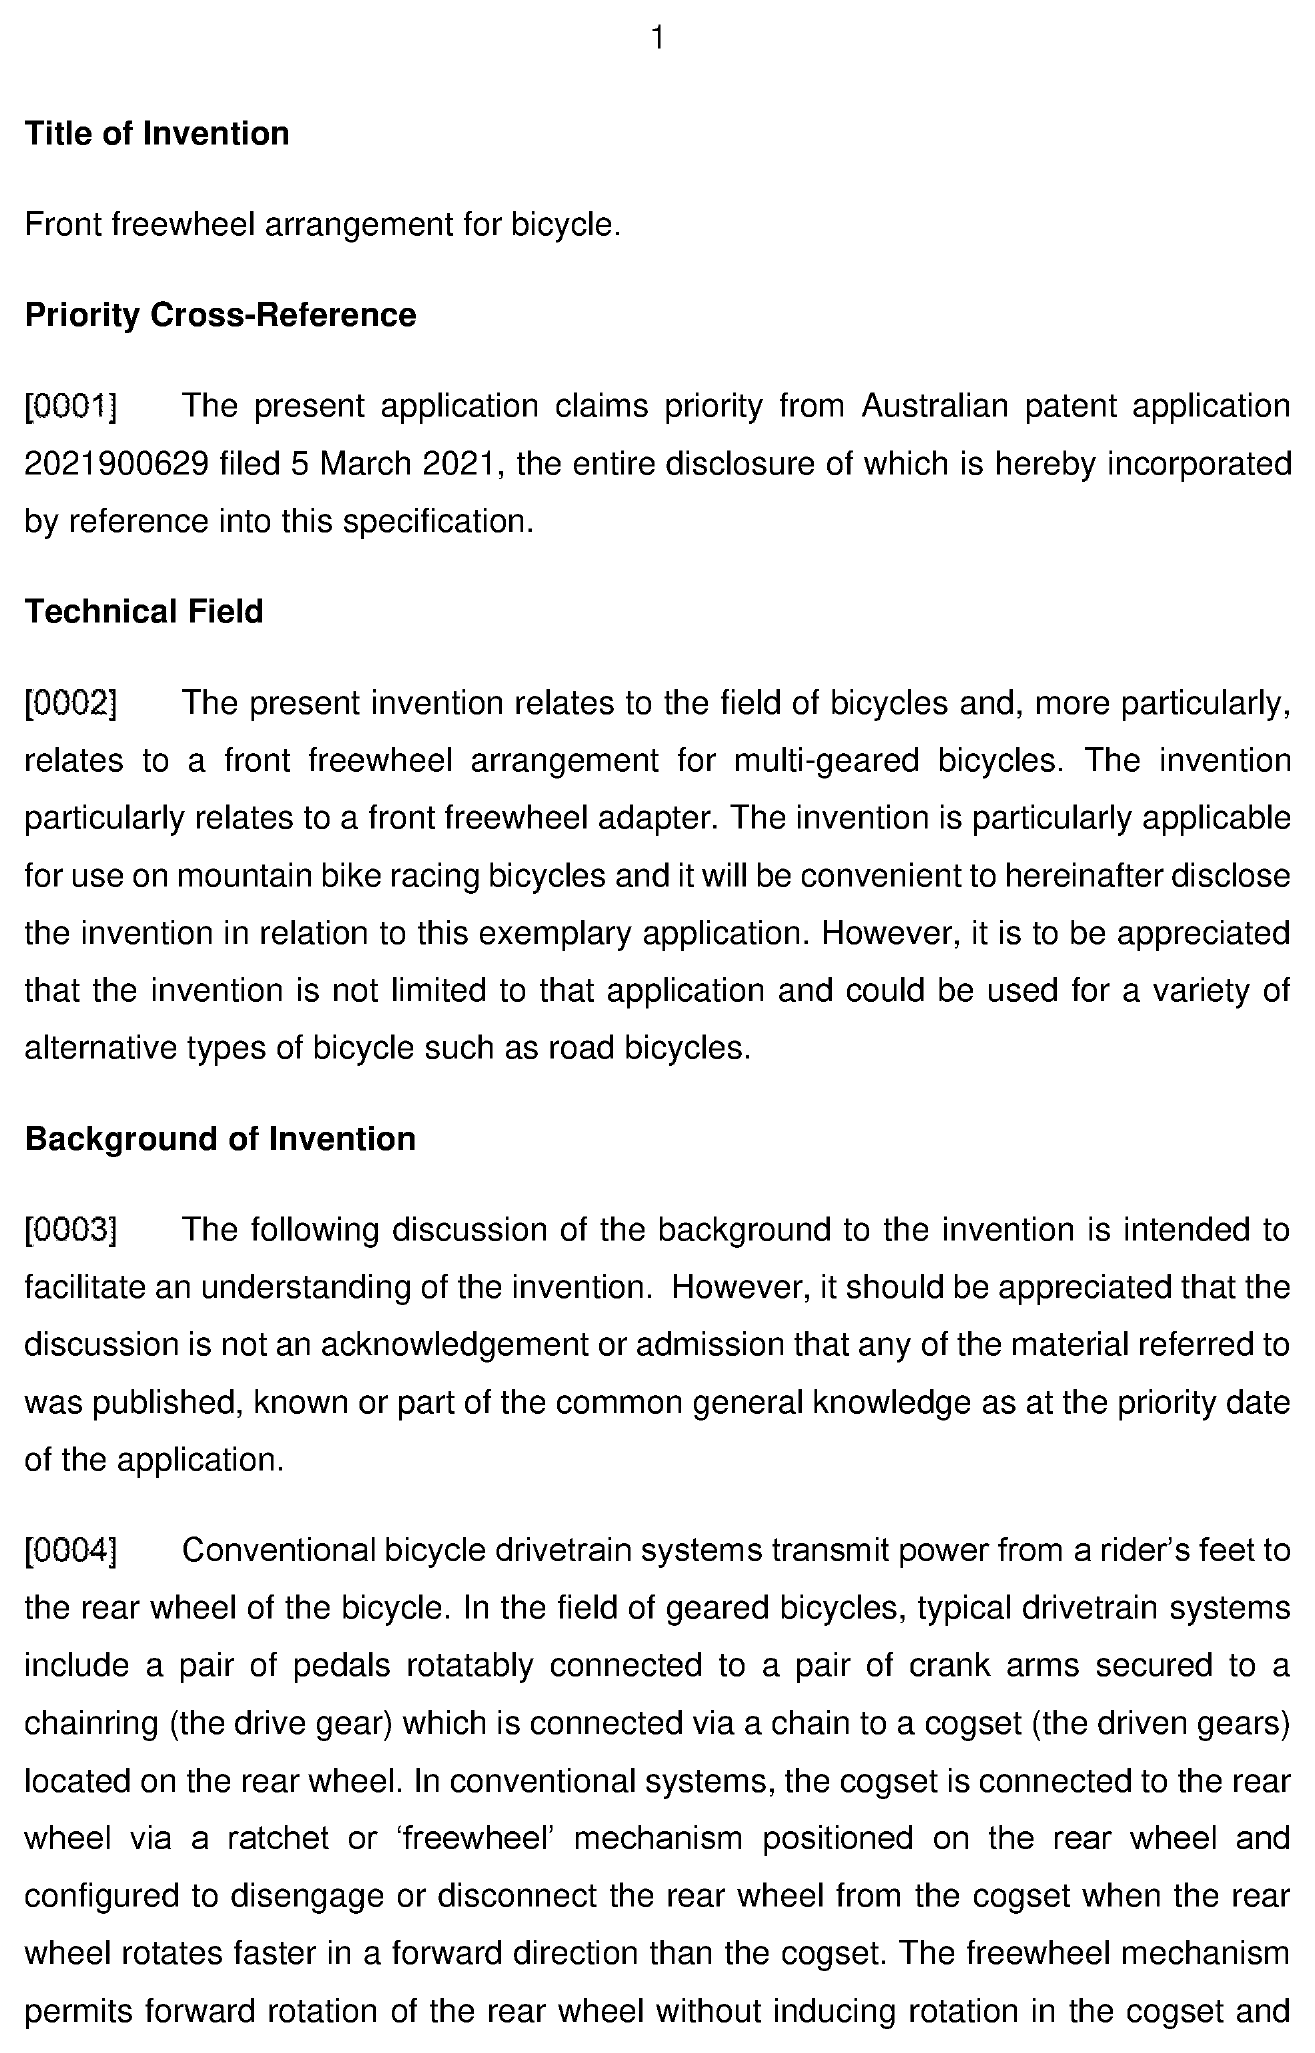 1
Title of Invention
Front freewheel arrangement for bicycle.
Priority Cross-Reference
[0001] The present application claims priority from Australian patent application
2021900629 filed 5 March 2021, the entire disclosure of which is hereby incorporated
by reference into this specification.
Technical Field
[0002] The present invention relates to the field of bicycles and, more particularly,
relates to a front freewheel arrangement for multi-geared bicycles. The invention
particularly relates to a front freewheel adapter. The invention is particularly applicable
for use on mountain bike racing bicycles and it will be convenient to hereinafter disclose
the invention in relation to this exemplary application. However, it is to be appreciated
that the invention is not limited to that application and could be used for a variety of
alternative types of bicycle such as road bicycles.
Background of Invention
[0003] The following discussion of the background to the invention is intended to
facilitate an understanding of the invention.  However, it should be appreciated that the
discussion is not an acknowledgement or admission that any of the material referred to
was published, known or part of the common general knowledge as at the priority date
of the application.
[0004] Conventional bicycle drivetrain systems transmit power from a rider’s feet to
the rear wheel of the bicycle. In the field of geared bicycles, typical drivetrain systems
include a pair of pedals rotatably connected to a pair of crank arms secured to a
chainring (the drive gear) which is connected via a chain to a cogset (the driven gears)
located on the rear wheel. In conventional systems, the cogset is connected to the rear
wheel via a ratchet or ‘freewheel’ mechanism positioned on the rear wheel and
configured to disengage or disconnect the rear wheel from the cogset when the rear
wheel rotates faster in a forward direction than the cogset. The freewheel mechanism
permits forward rotation of the rear wheel without inducing rotation in the cogset and